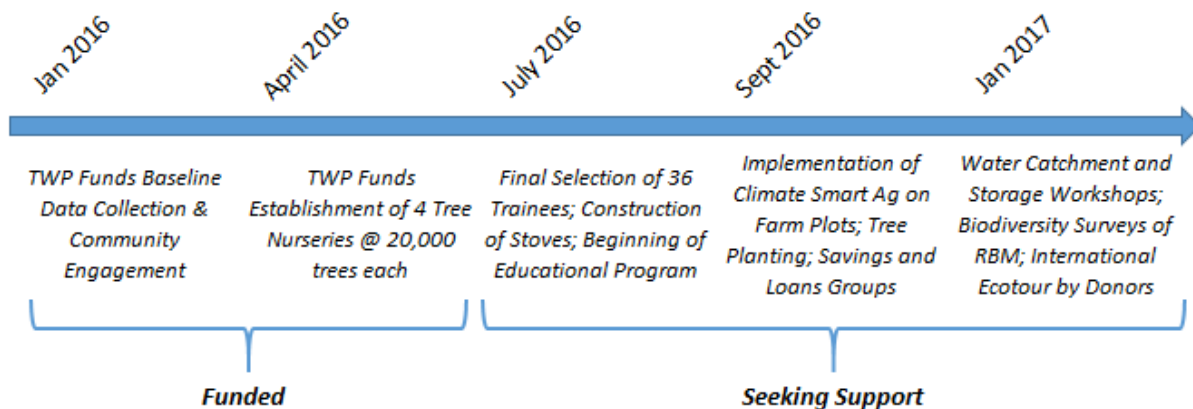 Jan 2016
April 2016
July 2016
Sept 2016
Jan 2017
TWP Funds Baseline
Data Collection &
Community
Engagement
TWP Funds
Establishment of 4 Tree
Nurseries @ 20,000
trees each
Final Selection of 36
Trainees; Construction
of Stoves; Beginning of
Educational Program
Implementation of
Climate Smart Ag on
Farm Plots; Tree
Planting; Savings and
Loans Groups
Water Catchment and
Storage Workshops;
Biodiversity Surveys of
RBM; International
Ecotour by Donors
Funded
Seeking Support